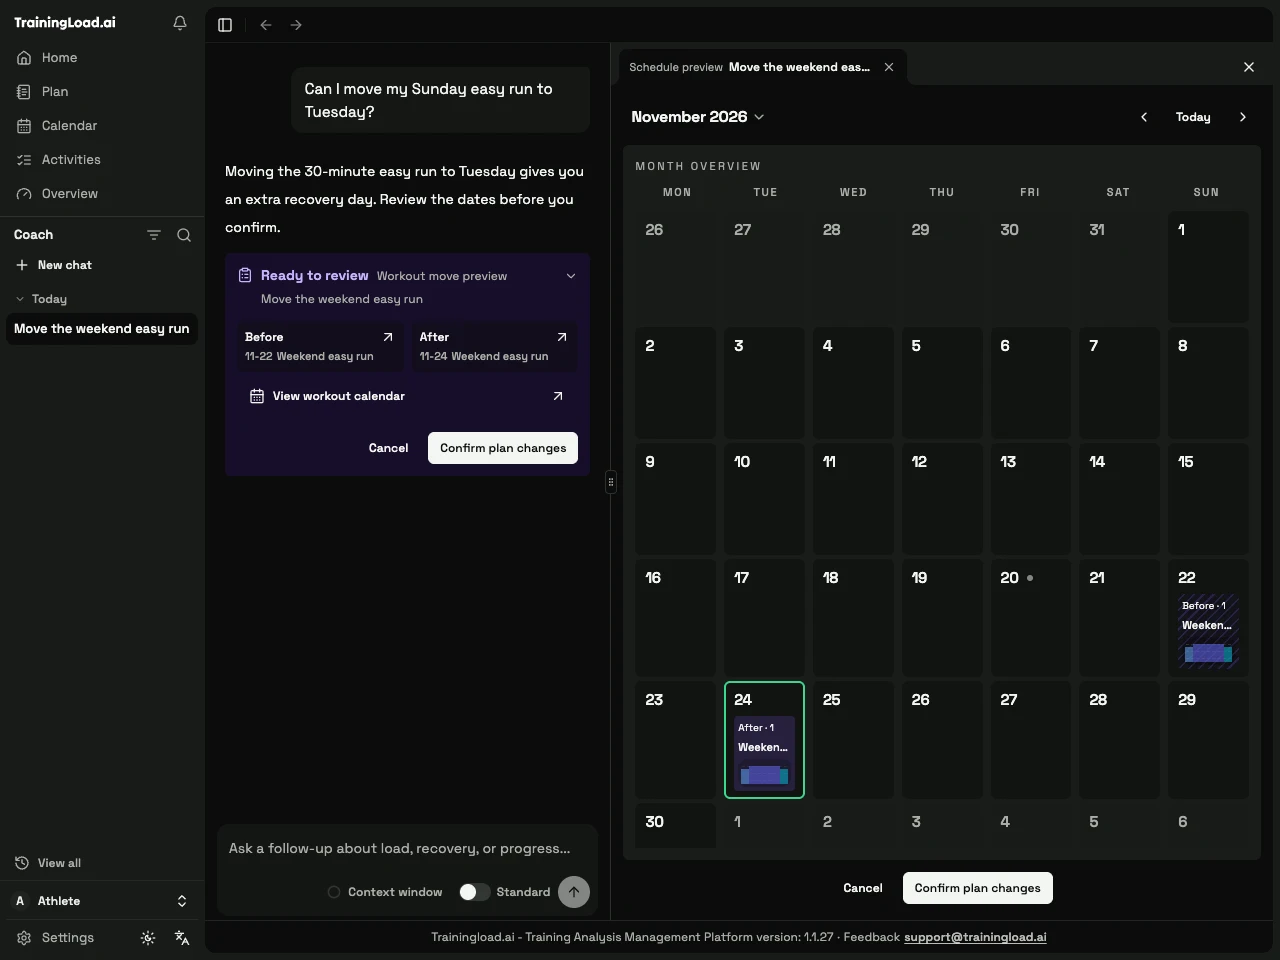 TrainingLoad.ai
Home
Plan
Calendar
Activities
Overview
Coach
New chat
Today
Move the weekend easy run
View all
A Athlete
Settings
Can I move my Sunday easy run to
Tuesday?
Moving the 30-minute easy run to Tuesday gives you
an extra recovery day. Review the dates before you
confirm.
Ready to review Workout move preview
Move the weekend easy run
Before
11-22 Weekend easy run
After
11-24 Weekend easy run
View workout calendar
Cancel Confirm plan changes
Ask a follow-up about load, recovery, or progress...
Context window Standard
Schedule preview Move the weekend eas...
November 2026 Today
MONTH OVERVIEW
MON TUE WED THU FRI SAT SUN
26 27 28 29 30 31 1
2 3 4 5 6 7 8
9 10 11 12 13 14 15
16 17 18 19 20 21 22
Before · 1
Weeken...
23 24 25 26 27 28 29
After · 1
Weeken...
30 1 2 3 4 5 6
Cancel Confirm plan changes
Trainingload.ai - Training Analysis Management Platform version: 1.1.27 · Feedback support@trainingload.ai